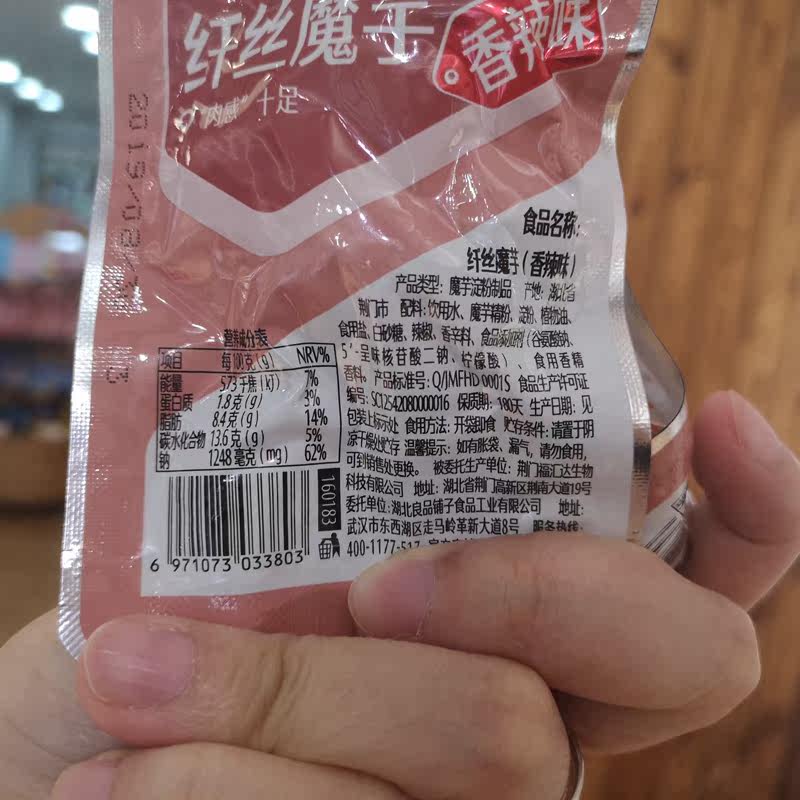 纤丝魔芋
香辣味
"肉感"十足
2019/08/
食品名称:
纤丝魔芋(香辣味)
产品类型: 魔芋淀粉制品 产地: 湖北省
荆门市 配料: 饮用水、魔芋精粉、淀粉、植物油、
食用盐、白砂糖、辣椒、香辛料、食品添加剂(谷氨酸钠、
5'-呈味核苷酸二钠、柠檬酸)、食用香精
香料。产品标准号: Q/JMFHD 0001S 食品生产许可证
编号: SC12542080000016 保质期: 180天 生产日期: 见
包装上标示处 食用方法: 开袋即食 贮存条件: 请置于阴
凉干燥处贮存 温馨提示: 如有胀袋、漏气,请勿食用,
可到销售处更换。 被委托生产单位: 荆门福汇达生物
科技有限公司 地址: 湖北省荆门高新区荆南大道19号
委托单位: 湖北良品铺子食品工业有限公司 地址:
武汉市东西湖区走马岭革新大道8号 服务热线:
400-1177-517
营养成分表
项目 每100克(g) NRV%
能量 573千焦(kJ) 7%
蛋白质 1.8克(g) 3%
脂肪 8.4克(g) 14%
碳水化合物 13.6克(g) 5%
钠 1248毫克(mg) 62%
160183
6 971073 033803